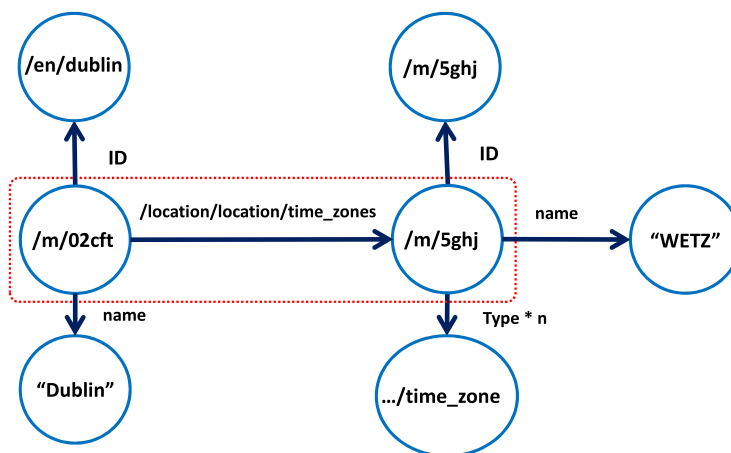 /en/dublin
/m/5ghj
ID
ID
/location/location/time_zones
name
/m/02cft
/m/5ghj
“WETZ”
name
Type * n
“Dublin”
.../time_zone